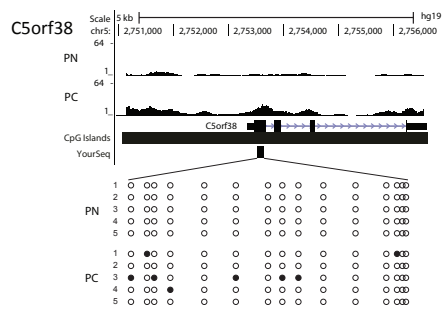 C5orf38
Scale 5 kb hg19
chr5: 2,751,000 2,752,000 2,753,000 2,754,000 2,755,000 2,756,000
64
PN
1
64
PC
1
C5orf38
CpG Islands
YourSeq
1
2
PN 3
4
5
1
2
PC 3
4
5